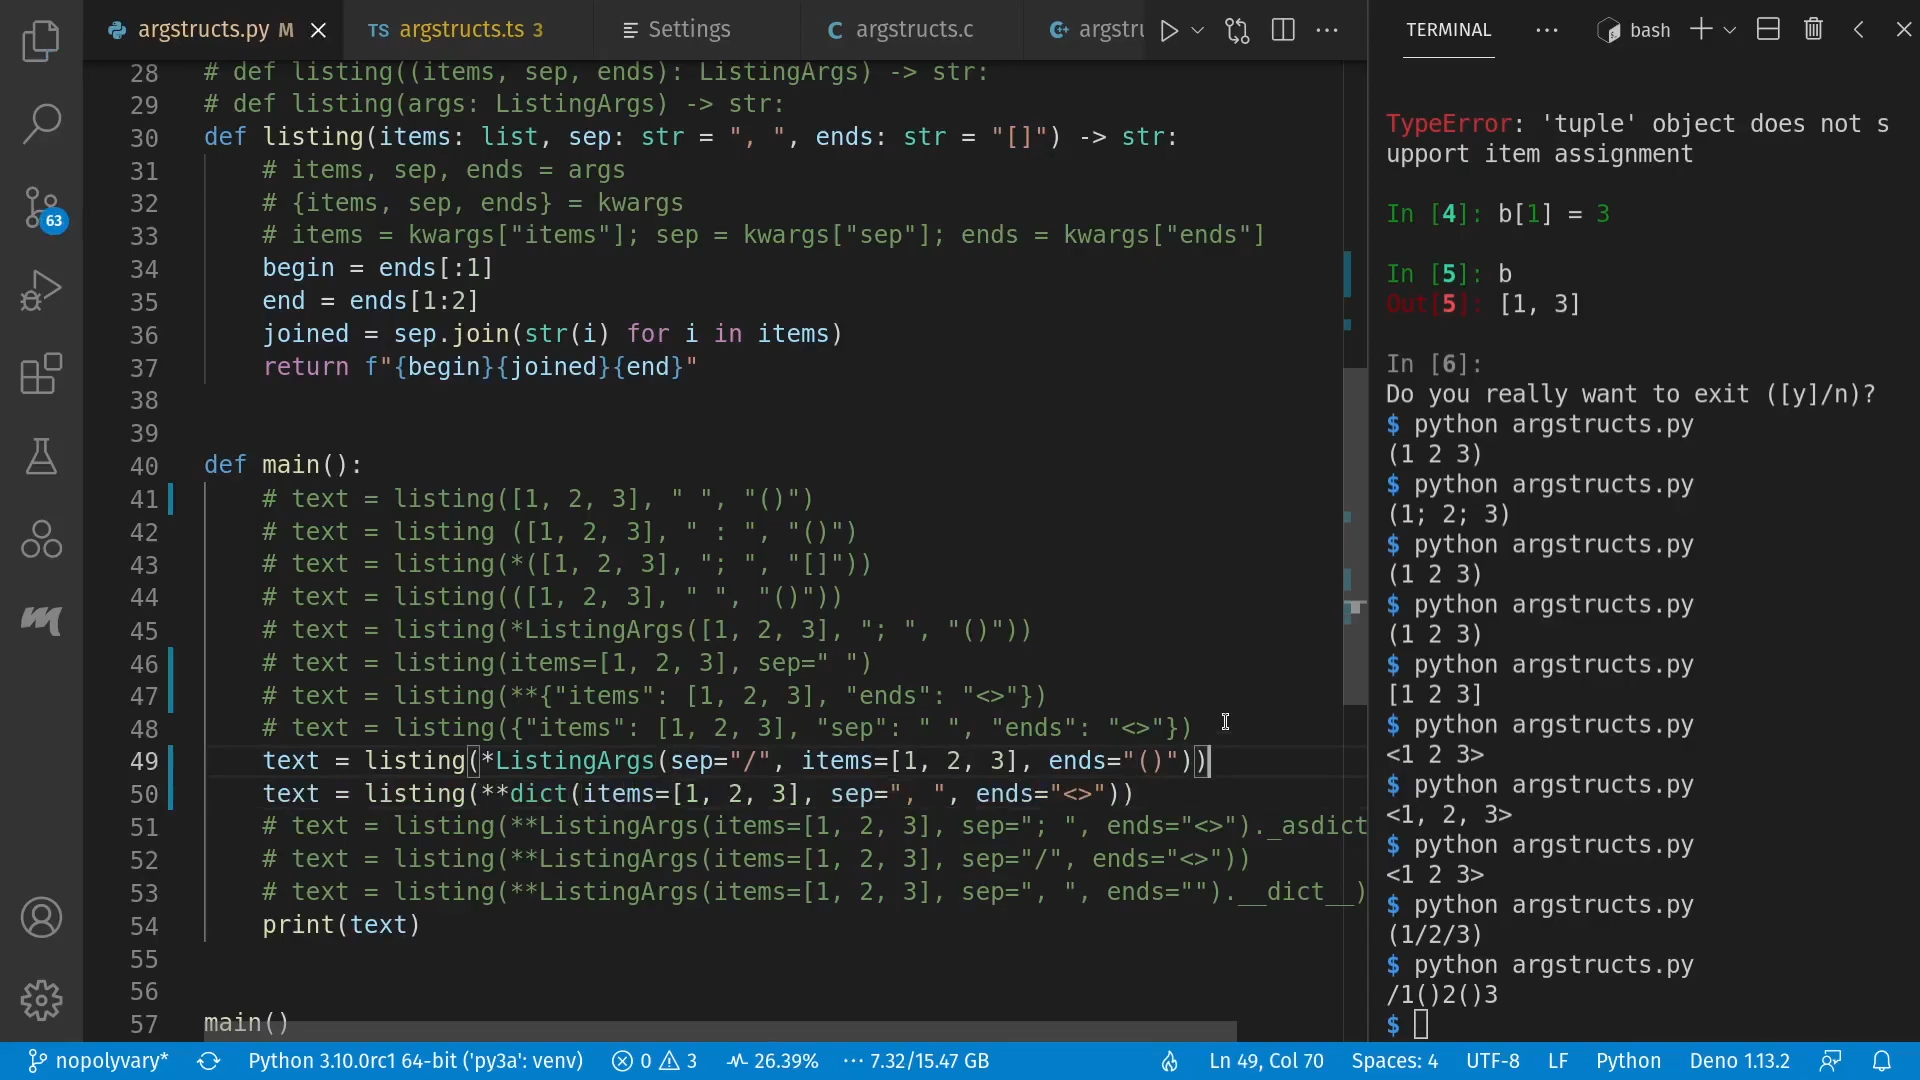 argstructs.py M
TS argstructs.ts 3
Settings
C argstructs.c
argstru
28 # def listing((items, sep, ends): ListingArgs) -> str:
29 # def listing(args: ListingArgs) -> str:
30 def listing(items: list, sep: str = ", ", ends: str = "[]") -> str:
31 # items, sep, ends = args
32 # {items, sep, ends} = kwargs
33 # items = kwargs["items"]; sep = kwargs["sep"]; ends = kwargs["ends"]
34 begin = ends[:1]
35 end = ends[1:2]
36 joined = sep.join(str(i) for i in items)
37 return f"{begin}{joined}{end}"
38
39
40 def main():
41 # text = listing([1, 2, 3], " ", "()")
42 # text = listing ([1, 2, 3], " : ", "()")
43 # text = listing(*([1, 2, 3], "; ", "[]"))
44 # text = listing(([1, 2, 3], " ", "()"))
45 # text = listing(*ListingArgs([1, 2, 3], "; ", "()"))
46 # text = listing(items=[1, 2, 3], sep=" ")
47 # text = listing(**{"items": [1, 2, 3], "ends": "<>"})
48 # text = listing({"items": [1, 2, 3], "sep": " ", "ends": "<>"})
49 text = listing(*ListingArgs(sep="/", items=[1, 2, 3], ends="()"))
50 text = listing(**dict(items=[1, 2, 3], sep=", ", ends="<>"))
51 # text = listing(**ListingArgs(items=[1, 2, 3], sep="; ", ends="<>")._asdict
52 # text = listing(**ListingArgs(items=[1, 2, 3], sep="/", ends="<>"))
53 # text = listing(**ListingArgs(items=[1, 2, 3], sep=", ", ends="").__dict__)
54 print(text)
55
56
57 main()
63
TERMINAL
bash
TypeError: 'tuple' object does not s
upport item assignment
In [4]: b[1] = 3
In [5]: b
Out[5]: [1, 3]
In [6]:
Do you really want to exit ([y]/n)?
$ python argstructs.py
(1 2 3)
$ python argstructs.py
(1; 2; 3)
$ python argstructs.py
(1 2 3)
$ python argstructs.py
(1 2 3)
$ python argstructs.py
[1 2 3]
$ python argstructs.py
<1 2 3>
$ python argstructs.py
<1, 2, 3>
$ python argstructs.py
<1 2 3>
$ python argstructs.py
(1/2/3)
$ python argstructs.py
/1()2()3
$
nopolyvary*
Python 3.10.0rc1 64-bit ('py3a': venv)
0
3
26.39%
7.32/15.47 GB
Ln 49, Col 70
Spaces: 4
UTF-8
LF
Python
Deno 1.13.2